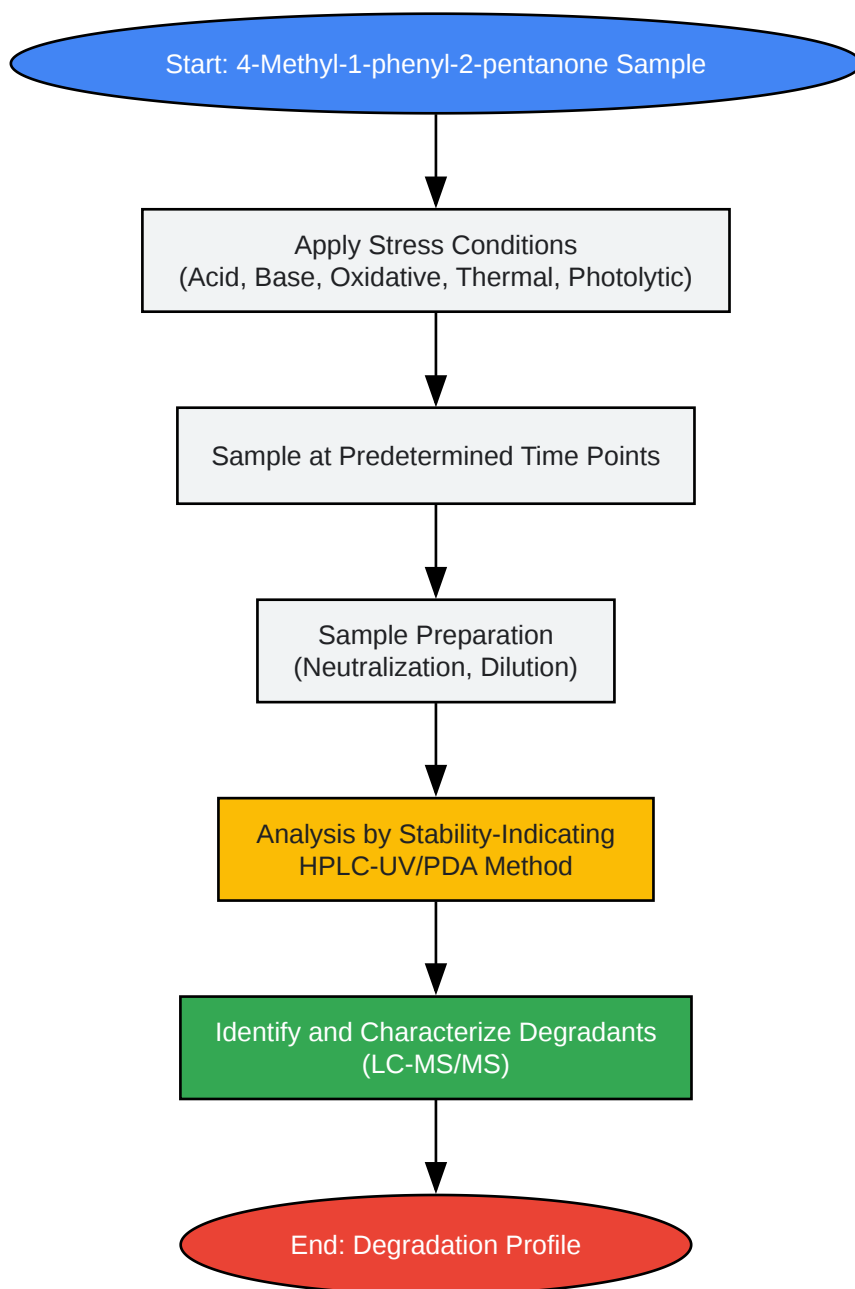 Start: 4-Methyl-1-phenyl-2-pentanone Sample
Apply Stress Conditions
(Acid, Base, Oxidative, Thermal, Photolytic)
Sample at Predetermined Time Points
Sample Preparation
(Neutralization, Dilution)
Analysis by Stability-Indicating
HPLC-UV/PDA Method
Identify and Characterize Degradants
(LC-MS/MS)
End: Degradation Profile